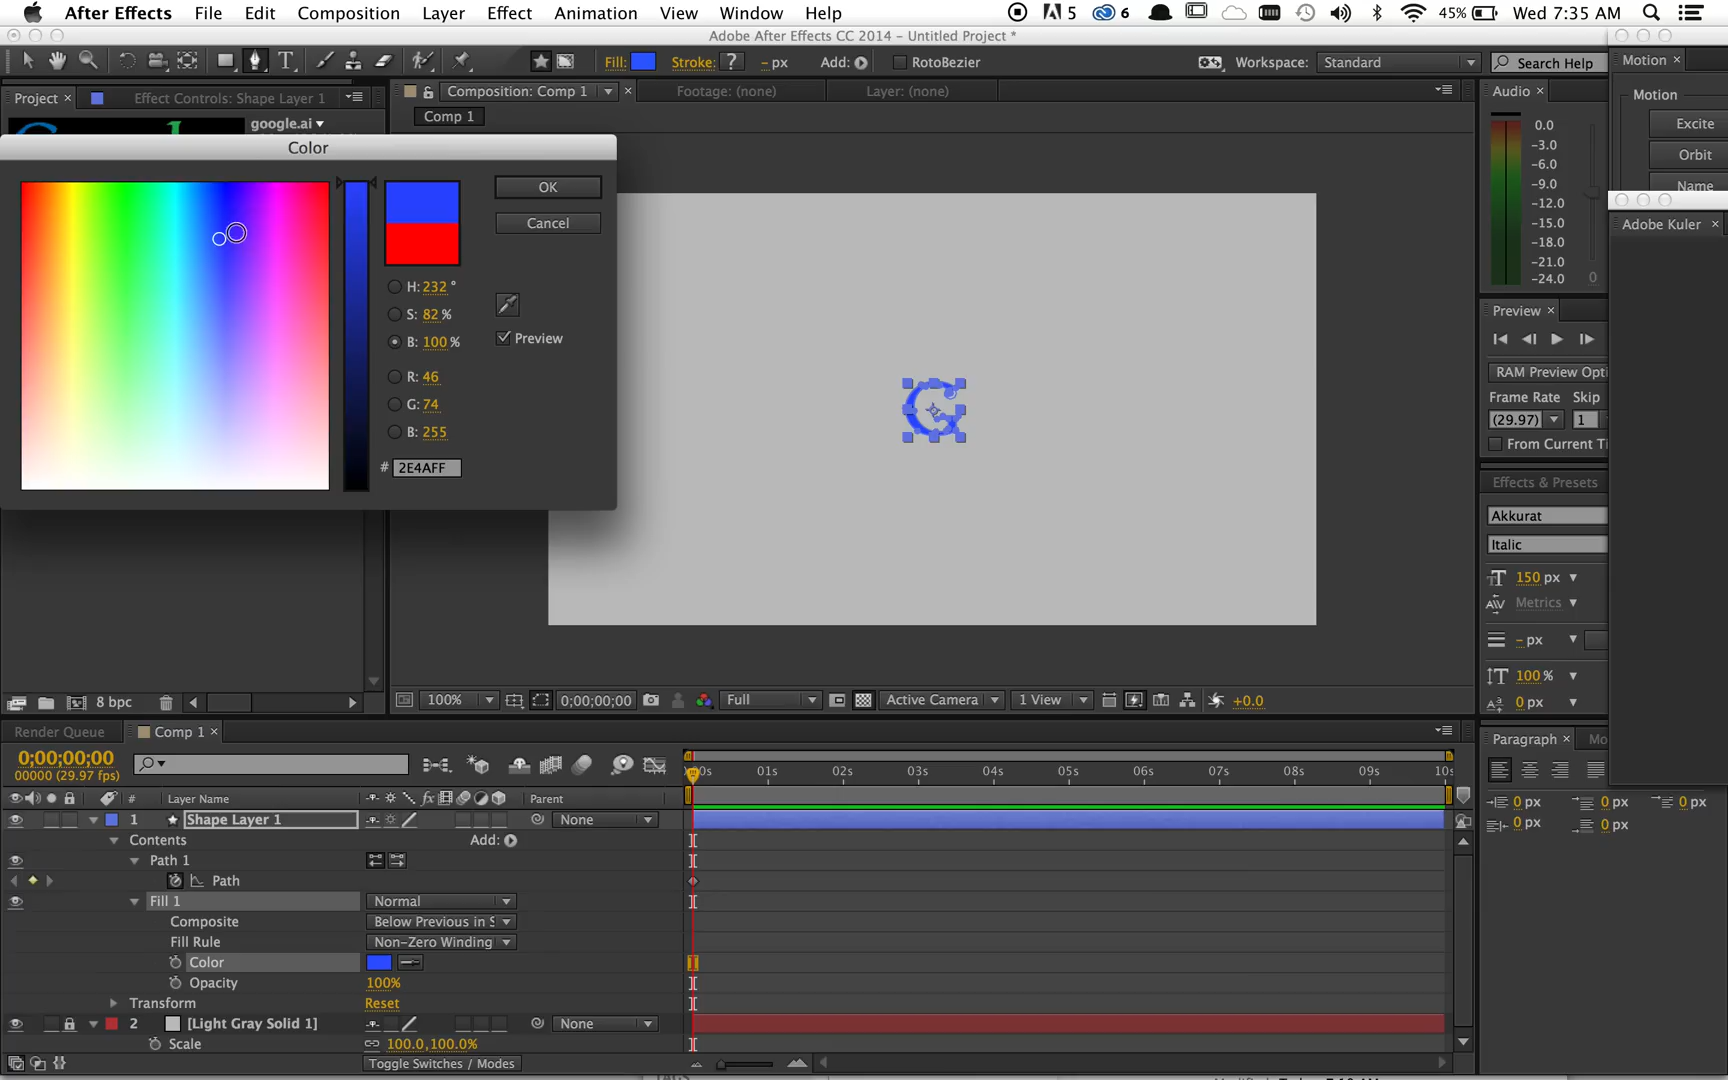 After Effects File Edit Composition Layer Effect Animation View Window Help 5 6 45% Wed 7:35 AM
Adobe After Effects CC 2014 - Untitled Project *
Fill: Stroke: ? - px Add: RotoBezier Workspace: Standard Search Help
Project × Effect Controls: Shape Layer 1
Composition: Comp 1 × Footage: (none) Layer: (none)
google.ai
Comp 1
Color
OK
Cancel
H: 232 °
S: 82 %
B: 100 %
Preview
R: 46
G: 74
B: 255
# 2E4AFF
G
Motion ×
Motion
Excite
Orbit
Name
Adobe Kuler ×
Audio ×
0.0
-3.0
-6.0
-9.0
-12.0
-15.0
-18.0
-21.0
-24.0 0
Preview ×
RAM Preview Opti
Frame Rate Skip
(29.97) 1
From Current Ti
Effects & Presets
Akkurat
Italic
150 px
Metrics
- px
100 %
0 px
8 bpc
100% 0;00;00;00 Full Active Camera 1 View +0.0
Render Queue Comp 1 ×
0;00;00;00
00000 (29.97 fps)
01s 02s 03s 04s 05s 06s 07s 08s 09s 10s
# Layer Name fx Parent
1 Shape Layer 1 None
Contents Add:
Path 1
Path
Fill 1 Normal
Composite Below Previous in S
Fill Rule Non-Zero Winding
Color
Opacity 100%
Transform Reset
2 [Light Gray Solid 1] None
Scale 100.0,100.0%
Toggle Switches / Modes
Paragraph × Mo
0 px 0 px 0 px
0 px 0 px